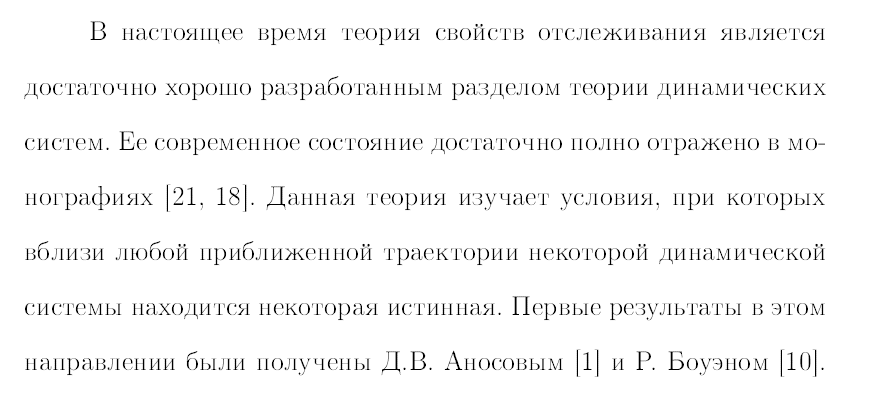 В настоящее время теория свойств отслеживания является
достаточно хорошо разработанным разделом теории динамических
систем. Ее современное состояние достаточно полно отражено в мо-
нографиях [21, 18]. Данная теория изучает условия, при которых
вблизи любой приближенной траектории некоторой динамической
системы находится некоторая истинная. Первые результаты в этом
направлении были получены Д.В. Аносовым [1] и Р. Боуэном [10].